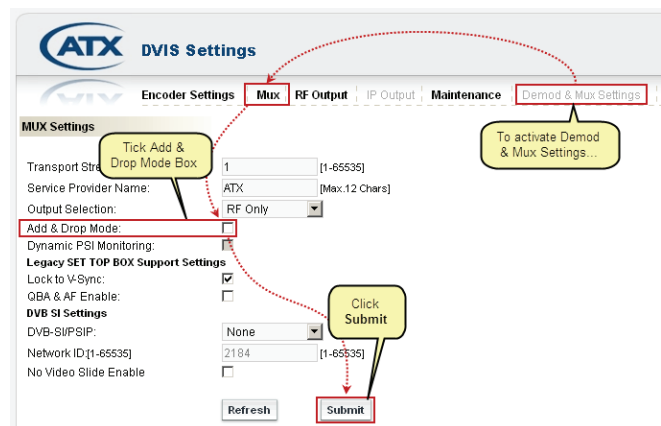 ATX DVIS Settings
Encoder Settings Mux RF Output IP Output Maintenance Demod & Mux Settings
MUX Settings
Tick Add &
Drop Mode Box
To activate Demod
& Mux Settings...
Transport 1 [1-65535]
Service Provider Name: ATX [Max.12 Chars]
Output Selection: RF Only
Add & Drop Mode:
Dynamic PSI Monitoring:
Legacy SET TOP BOX Support Settings
Lock to V-Sync:
QBA & AF Enable:
Click
Submit
DVB SI Settings
DVB-SI/PSIP: None
Network ID:[1-65535] 2184 [1-65535]
No Video Slide Enable
Refresh Submit